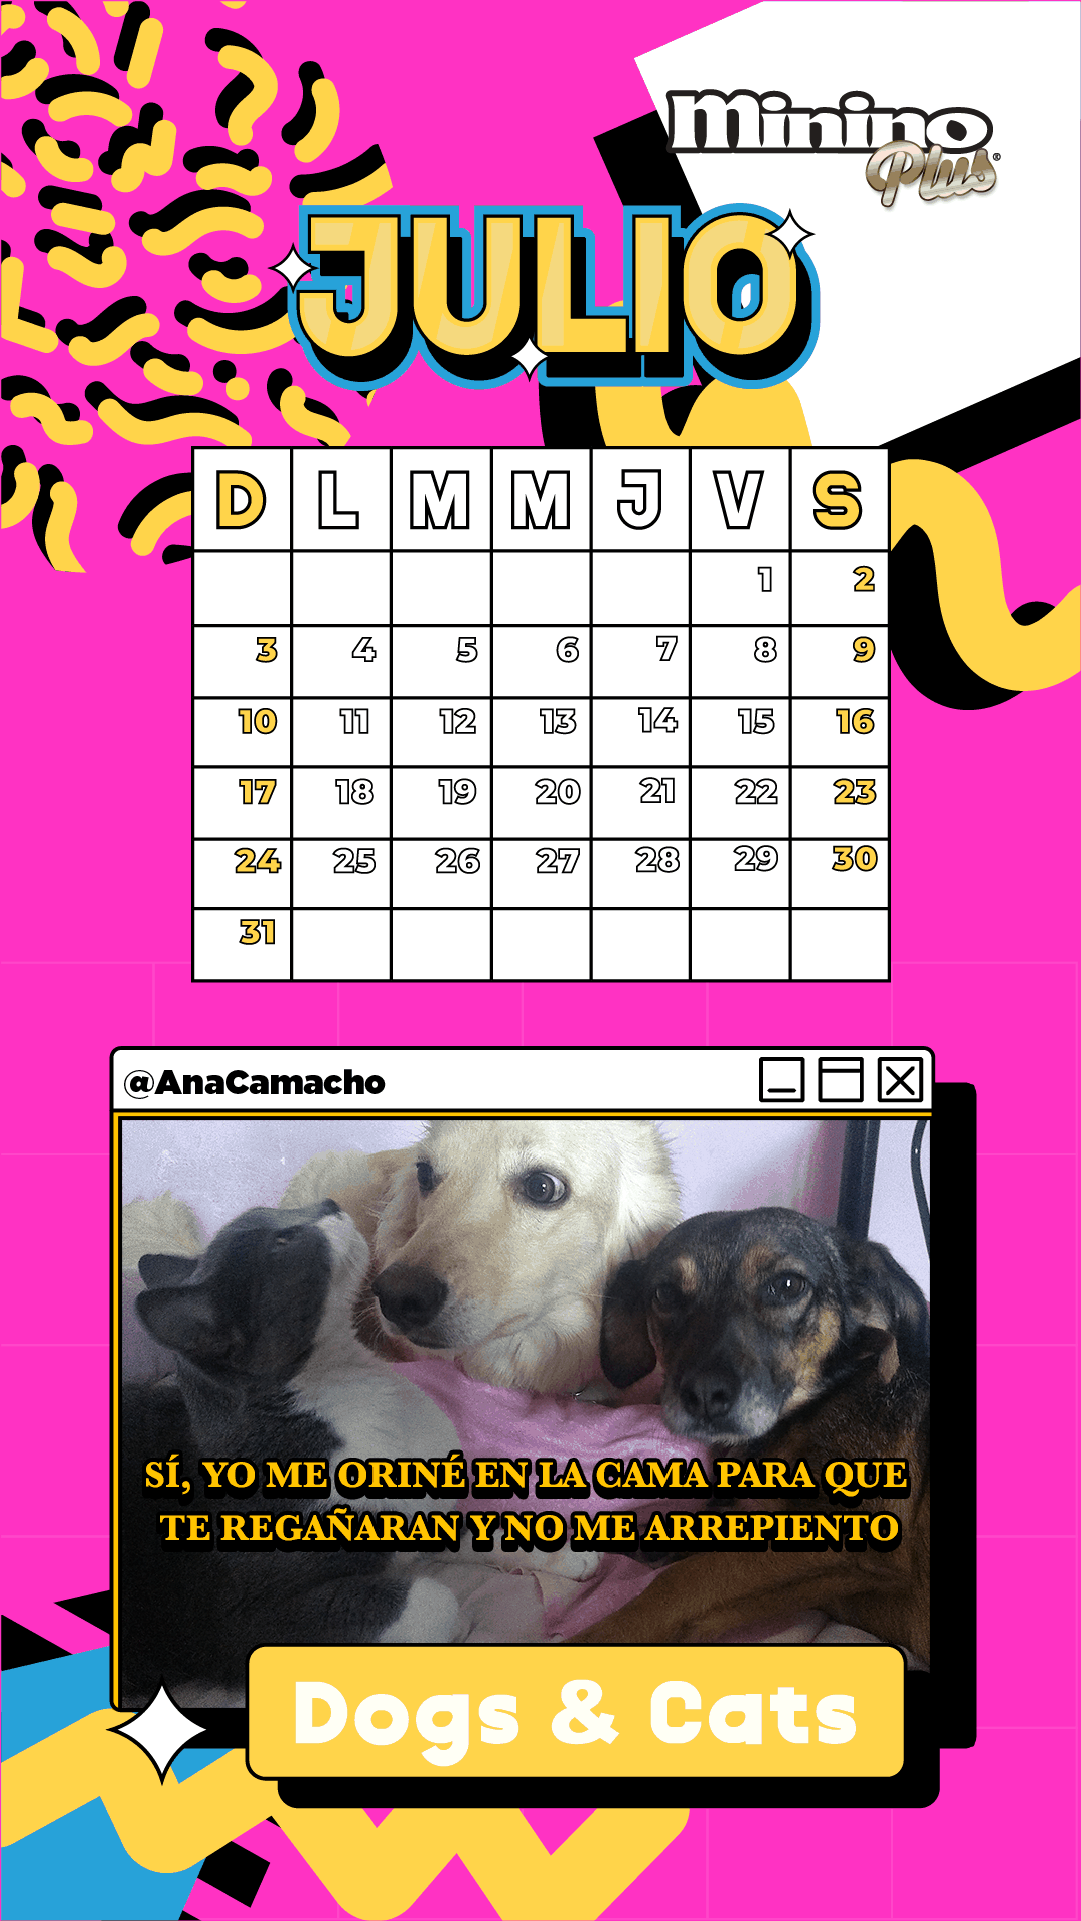 Minino
Plus®
JULIO
D L M M J V S
1 2
3 4 5 6 7 8 9
10 11 12 13 14 15 16
17 18 19 20 21 22 23
24 25 26 27 28 29 30
31
@AnaCamacho
SÍ, YO ME ORINÉ EN LA CAMA PARA QUE
TE REGAÑARAN Y NO ME ARREPIENTO
Dogs & Cats